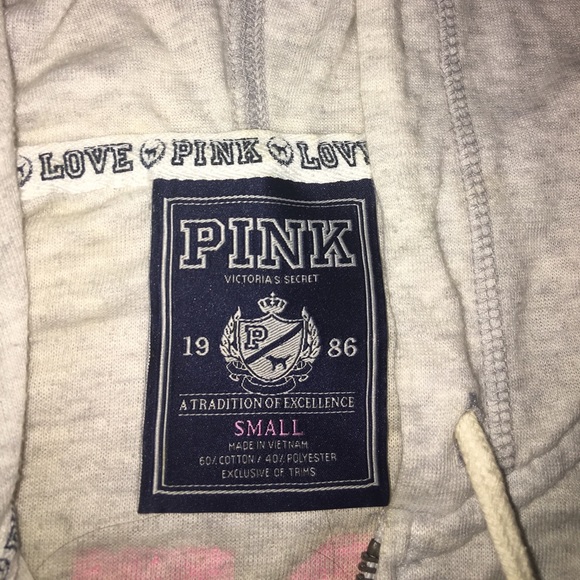 LOVE PINK LOVE
PINK
VICTORIA'S SECRET
P
19 86
A TRADITION OF EXCELLENCE
SMALL
MADE IN VIETNAM
60% COTTON / 40% POLYESTER
EXCLUSIVE OF TRIMS